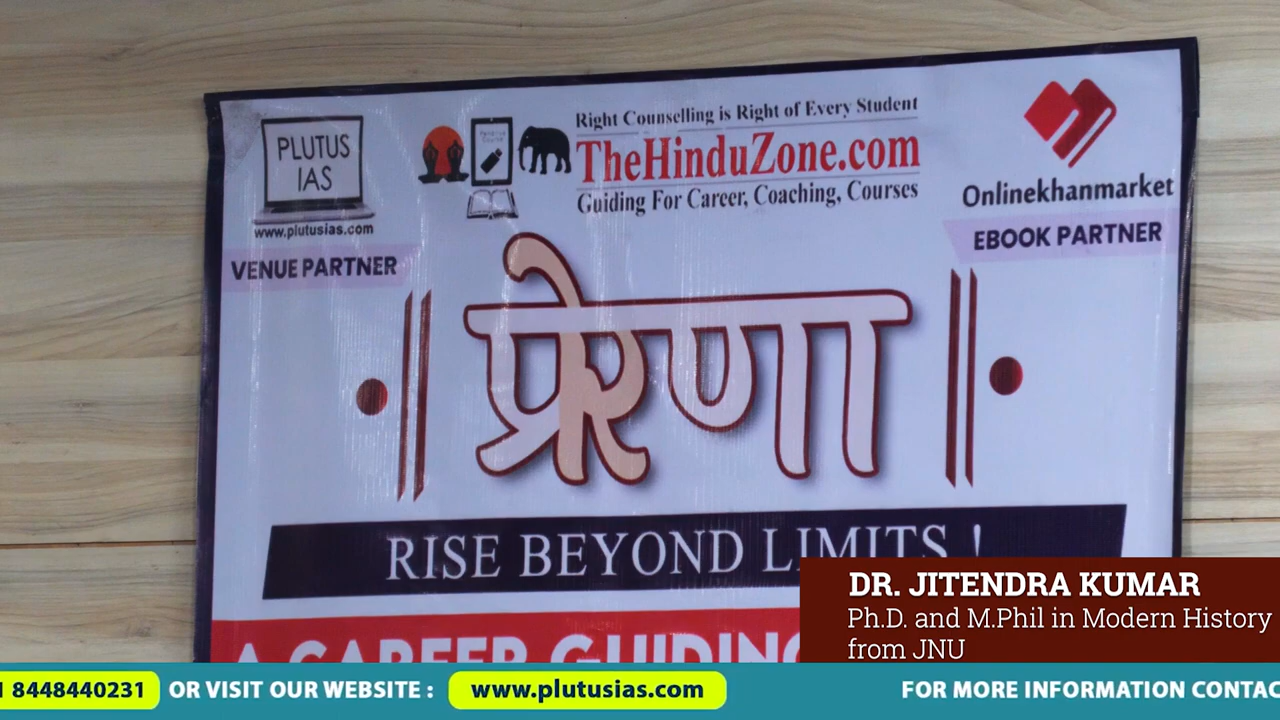 PLUTUS
IAS
www.plutusias.com
VENUE PARTNER
Right Counselling is Right of Every Student
TheHinduZone.com
Guiding For Career, Coaching, Courses
Onlinekhanmarket
EBOOK PARTNER
प्रेरणा
RISE BEYOND LIMITS !
A CAREER GUIDING
DR. JITENDRA KUMAR
Ph.D. and M.Phil in Modern History
from JNU
8448440231 OR VISIT OUR WEBSITE : www.plutusias.com FOR MORE INFORMATION CONTAC